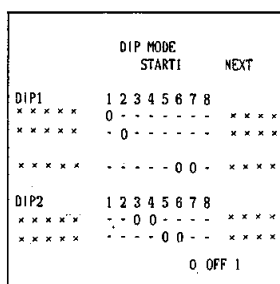 DIP MODE
START1 NEXT
DIP1 1 2 3 4 5 6 7 8
× × × × × 0 - - - - - - - × × × ×
× × × × × - 0 - - - - - - × × × ×
× × × × × - - - - - 0 0 - × × × ×
DIP2 1 2 3 4 5 6 7 8
× × × × × - - 0 0 - - - - × × × ×
× × × × × - - - - 0 0 - - × × × ×
0 OFF 1